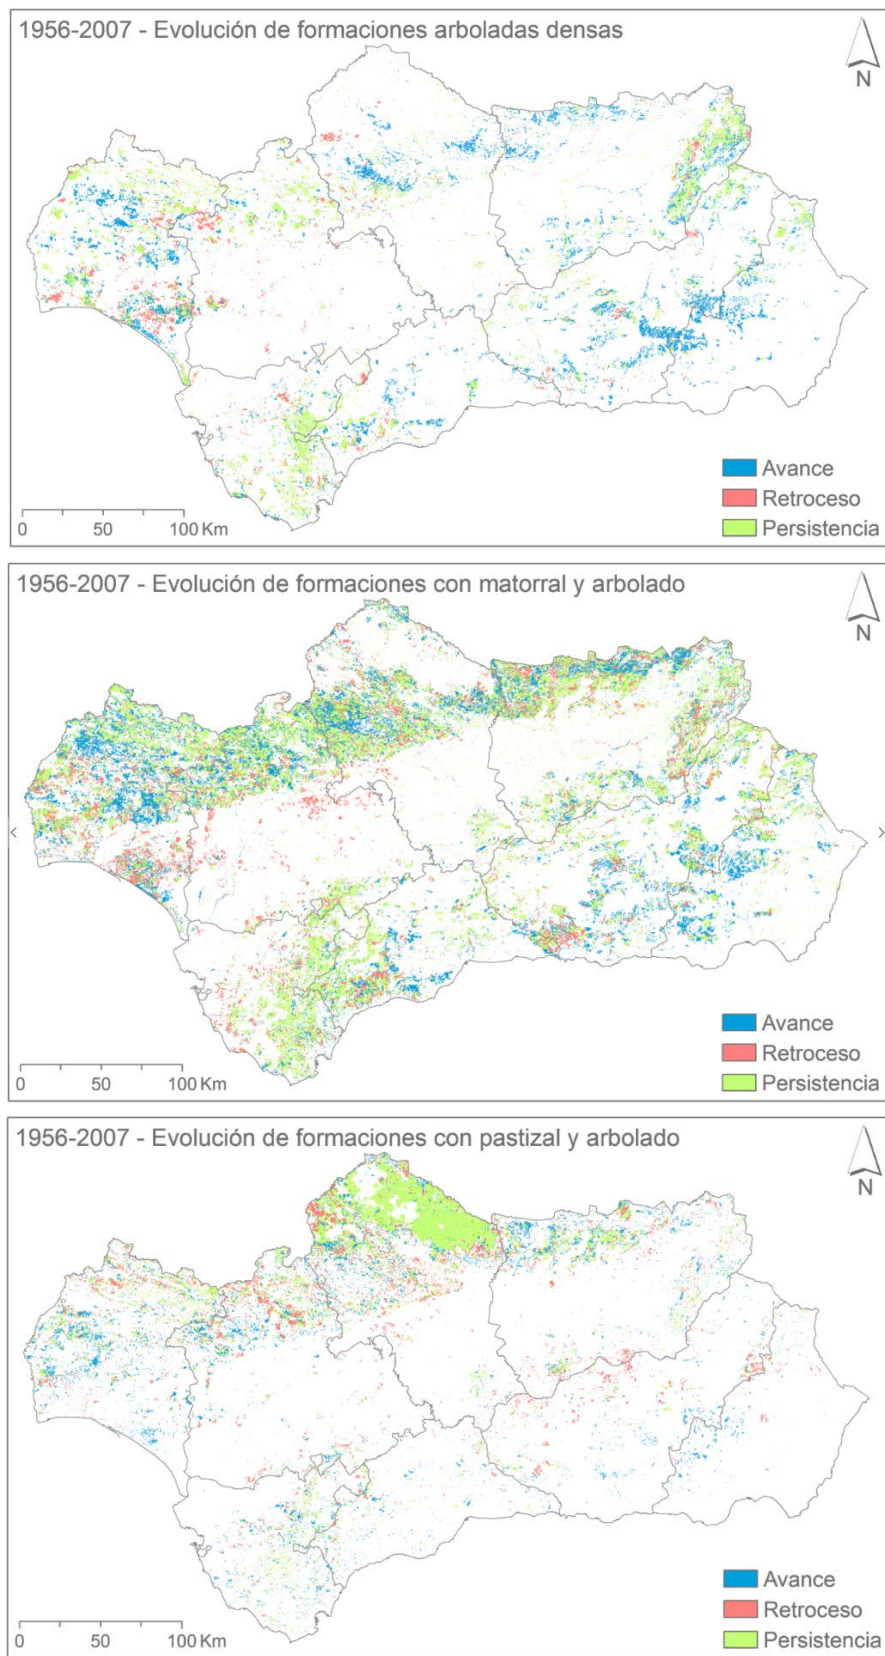 1956-2007 - Evolución de formaciones arboladas densas
N
Avance
Retroceso
Persistencia
0 50 100 Km
1956-2007 - Evolución de formaciones con matorral y arbolado
N
Avance
Retroceso
Persistencia
0 50 100 Km
1956-2007 - Evolución de formaciones con pastizal y arbolado
N
Avance
Retroceso
Persistencia
0 50 100 Km